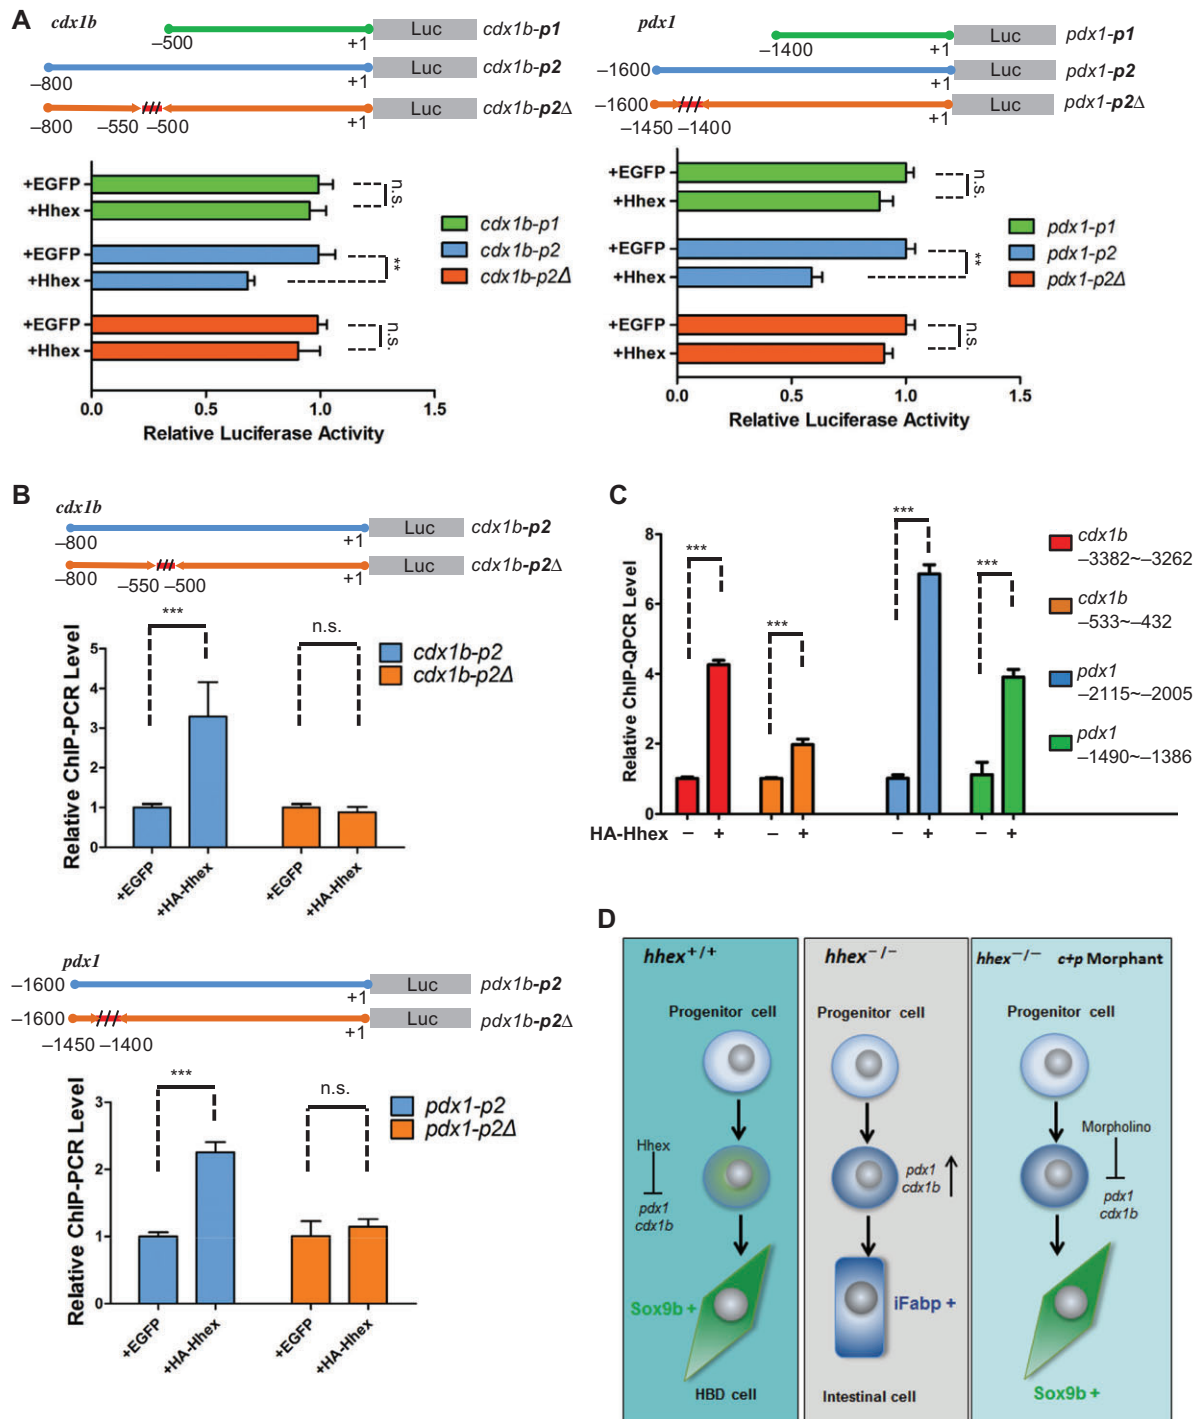 A
cdx1b
Luc
cdx1b-p1
–500
+1
Luc
cdx1b-p2
–800
+1
Luc
cdx1b-p2Δ
–800
–550
–500
+1
+EGFP
+Hhex
n.s.
+EGFP
+Hhex
**
+EGFP
+Hhex
n.s.
cdx1b-p1
cdx1b-p2
cdx1b-p2Δ
0.0
0.5
1.0
1.5
Relative Luciferase Activity
pdx1
Luc
pdx1-p1
–1400
+1
–1600
Luc
pdx1-p2
+1
–1600
Luc
pdx1-p2Δ
–1450
–1400
+1
+EGFP
+Hhex
n.s.
+EGFP
+Hhex
**
+EGFP
+Hhex
n.s.
pdx1-p1
pdx1-p2
pdx1-p2Δ
0.0
0.5
1.0
1.5
Relative Luciferase Activity
B
cdx1b
Luc
cdx1b-p2
–800
+1
Luc
cdx1b-p2Δ
–800
–550
–500
+1
***
n.s.
cdx1b-p2
cdx1b-p2Δ
Relative ChIP-PCR Level
5
4
3
2
1
0
+EGFP
+HA-Hhex
+EGFP
+HA-Hhex
pdx1
–1600
+1
Luc
pdx1b-p2
–1600
+1
Luc
pdx1b-p2Δ
–1450
–1400
***
n.s.
pdx1-p2
pdx1-p2Δ
Relative ChIP-PCR Level
3
2
1
0
+EGFP
+HA-Hhex
+EGFP
+HA-Hhex
C
Relative ChIP-QPCR Level
8
6
4
2
0
***
***
***
***
HA-Hhex
– + – + – + – +
cdx1b
–3382~–3262
cdx1b
–533~–432
pdx1
–2115~–2005
pdx1
–1490~–1386
D
hhex+/+
Progenitor cell
Hhex
pdx1
cdx1b
Sox9b +
HBD cell
hhex–/–
Progenitor cell
pdx1
cdx1b
iFabp +
Intestinal cell
hhex–/– c+p Morphant
Progenitor cell
Morpholino
pdx1
cdx1b
Sox9b +